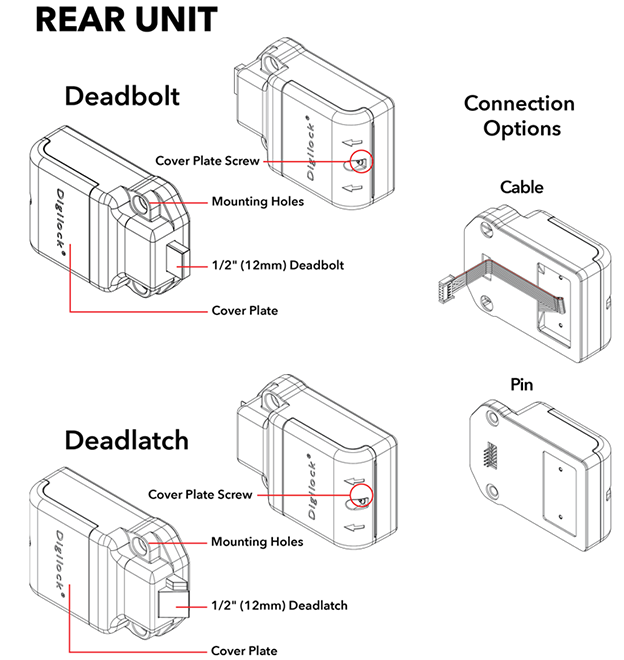 REAR UNIT
Deadbolt
Digilock®
Cover Plate Screw
Mounting Holes
Digilock®
1/2" (12mm) Deadbolt
Cover Plate
Connection
Options
Cable
Pin
Deadlatch
Digilock®
Cover Plate Screw
Mounting Holes
Digilock®
1/2" (12mm) Deadlatch
Cover Plate